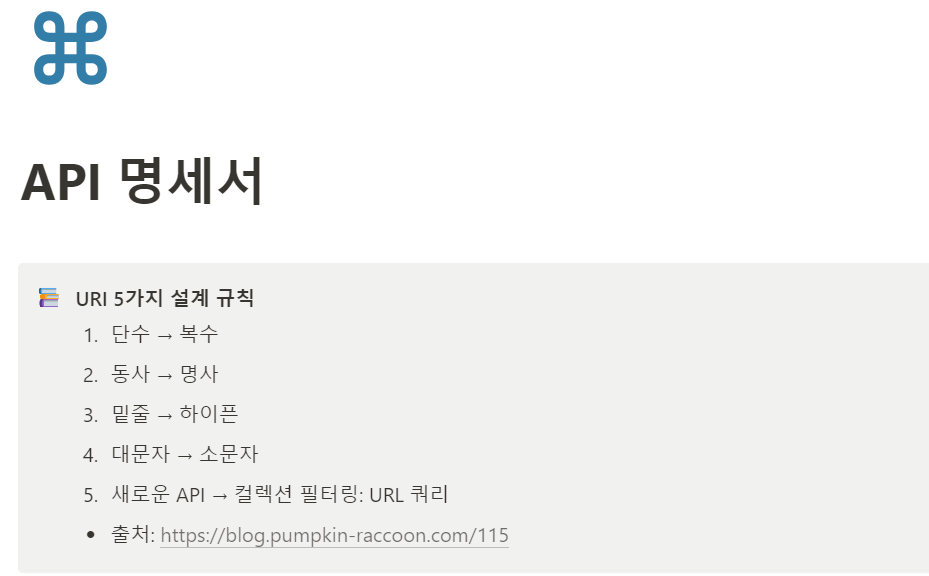 API 명세서
URI 5가지 설계 규칙
1. 단수 → 복수
2. 동사 → 명사
3. 밑줄 → 하이픈
4. 대문자 → 소문자
5. 새로운 API → 컬렉션 필터링: URL 쿼리
• 출처: https://blog.pumpkin-raccoon.com/115